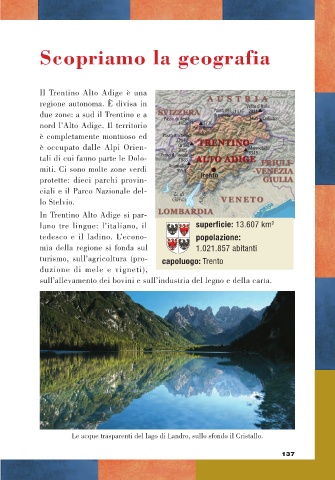 Scopriamo la geografia
Il Trentino Alto Adige è una
regione autonoma. È divisa in
due zone: a sud il Trentino e a
nord l'Alto Adige. Il territorio
è completamente montuoso ed
è occupato dalle Alpi Orien-
tali di cui fanno parte le Dolo-
miti. Ci sono molte zone verdi
protette: dieci parchi provin-
ciali e il Parco Nazionale del-
lo Stelvio.
In Trentino Alto Adige si par-
lano tre lingue: l'italiano, il
tedesco e il ladino. L'econo-
mia della regione si fonda sul
turismo, sull'agricoltura (pro-
duzione di mele e vigneti),
sull'allevamento dei bovini e sull'industria del legno e della carta.
AUSTRIA
SVIZZERA
TRENTINO-
ALTO ADIGE
FRIULI-
VENEZIA
GIULIA
Trento
VENETO
LOMBARDIA
superficie: 13.607 km²
popolazione:
1.021.857 abitanti
capoluogo: Trento
Le acque trasparenti del lago di Landro, sullo sfondo il Cristallo.
137